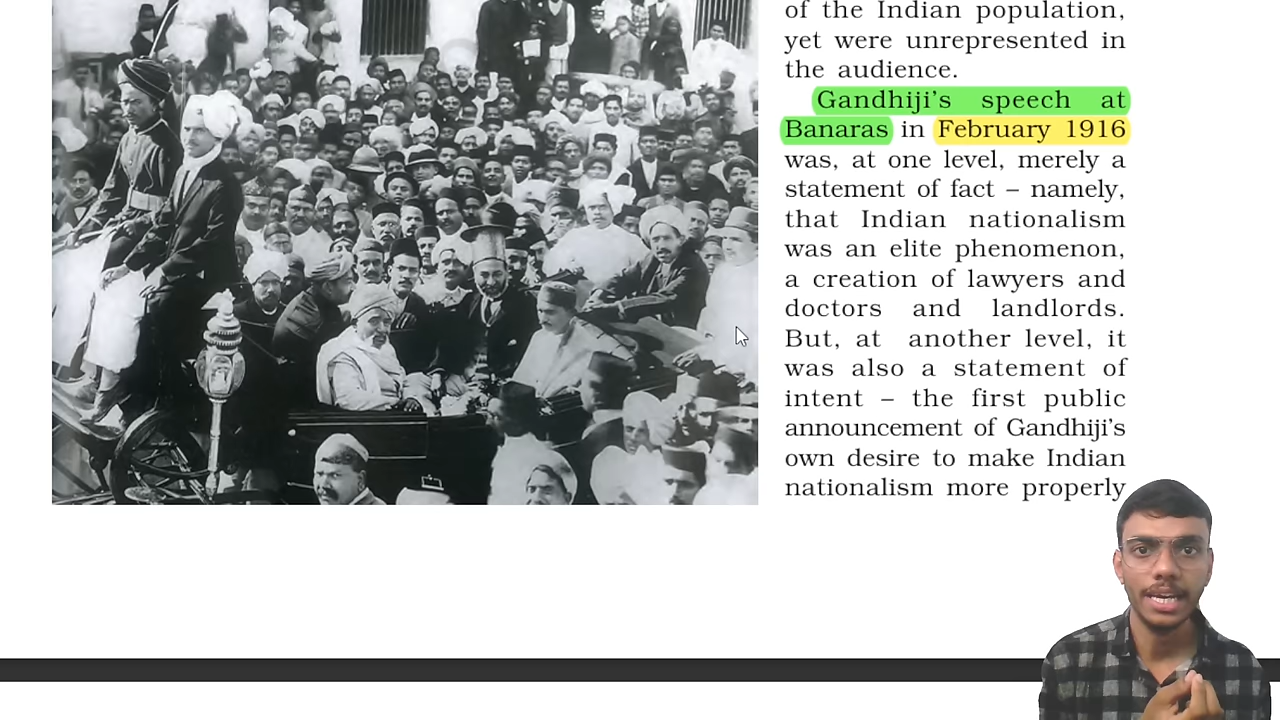 of the Indian population,
yet were unrepresented in
the audience.
Gandhiji's speech at
Banaras in February 1916
was, at one level, merely a
statement of fact – namely,
that Indian nationalism
was an elite phenomenon,
a creation of lawyers and
doctors and landlords.
But, at another level, it
was also a statement of
intent – the first public
announcement of Gandhiji's
own desire to make Indian
nationalism more properly